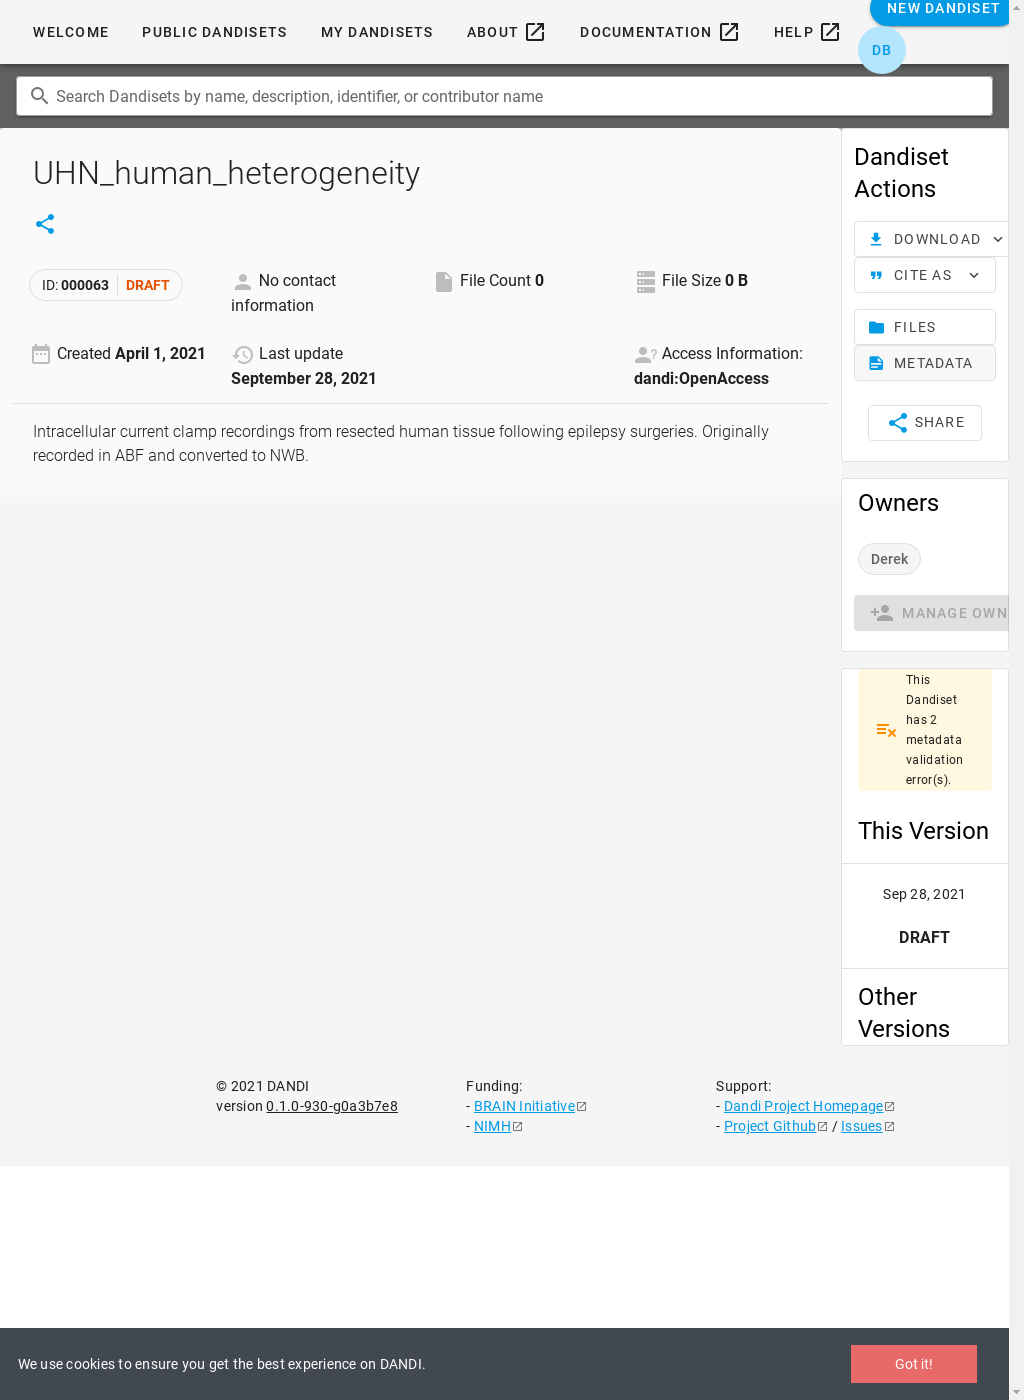 WELCOME PUBLIC DANDISETS MY DANDISETS ABOUT DOCUMENTATION HELP NEW DANDISET
DB
Search Dandisets by name, description, identifier, or contributor name
UHN_human_heterogeneity
ID: 000063 DRAFT
No contact information
File Count 0
File Size 0 B
Created April 1, 2021
Last update
September 28, 2021
Access Information:
dandi:OpenAccess
Intracellular current clamp recordings from resected human tissue following epilepsy surgeries. Originally
recorded in ABF and converted to NWB.
Dandiset
Actions
DOWNLOAD
CITE AS
FILES
METADATA
SHARE
Owners
Derek
MANAGE OWN
This
Dandiset
has 2
metadata
validation
error(s).
This Version
Sep 28, 2021
DRAFT
Other
Versions
© 2021 DANDI
version 0.1.0-930-g0a3b7e8
Funding:
- BRAIN Initiative
- NIMH
Support:
- Dandi Project Homepage
- Project Github / Issues
We use cookies to ensure you get the best experience on DANDI.
Got it!